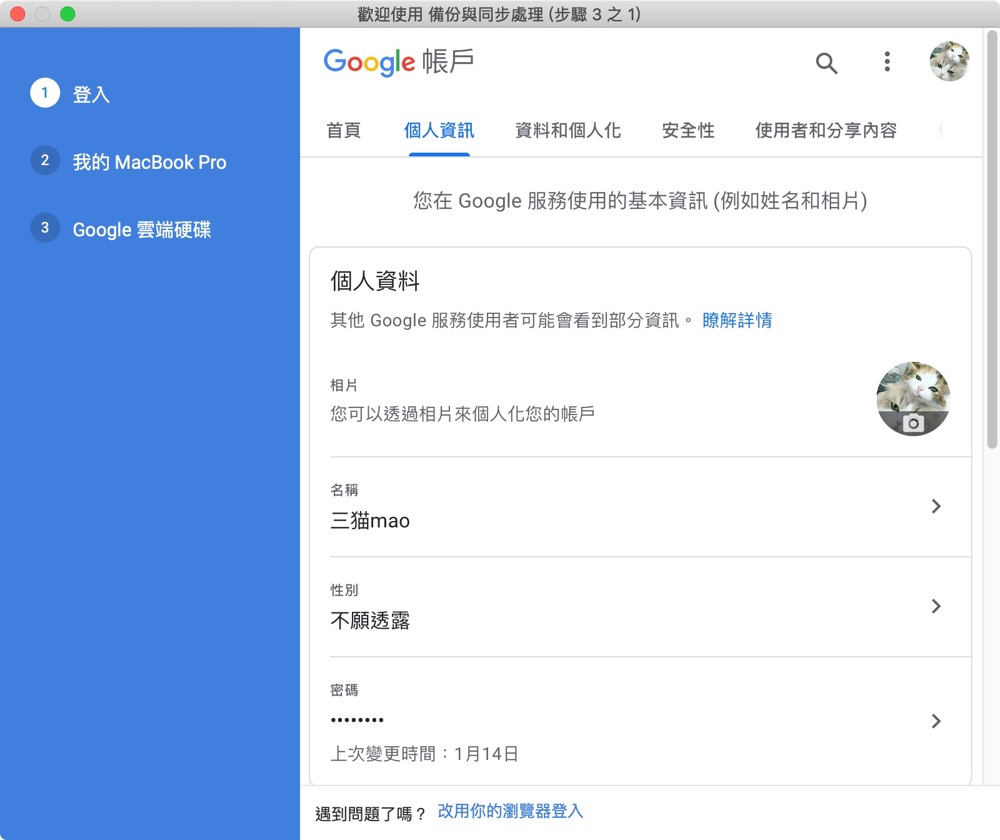 歡迎使用 備份與同步處理 (步驟 3 之 1)
1 登入
2 我的 MacBook Pro
3 Google 雲端硬碟
Google 帳戶
首頁 個人資訊 資料和個人化 安全性 使用者和分享內容
您在 Google 服務使用的基本資訊 (例如姓名和相片)
個人資料
其他 Google 服務使用者可能會看到部分資訊。 瞭解詳情
相片
您可以透過相片來個人化您的帳戶
名稱
三猫mao
性別
不願透露
密碼
••••••••
上次變更時間：1月14日
遇到問題了嗎？ 改用你的瀏覽器登入